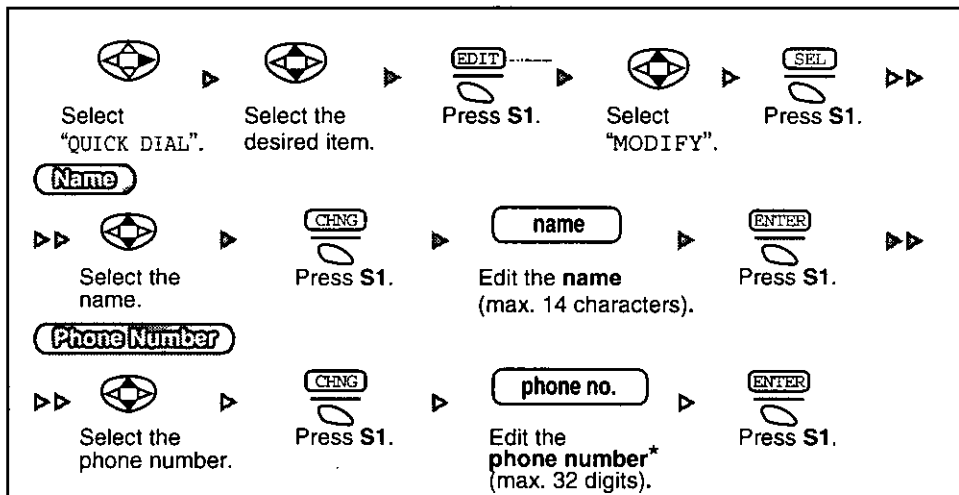 EDIT
SEL
Select "QUICK DIAL".
Select the desired item.
Press S1.
Select "MODIFY".
Press S1.
Name
CHNG
name
ENTER
Select the name.
Press S1.
Edit the name (max. 14 characters).
Press S1.
Phone Number
CHNG
phone no.
ENTER
Select the phone number.
Press S1.
Edit the phone number* (max. 32 digits).
Press S1.